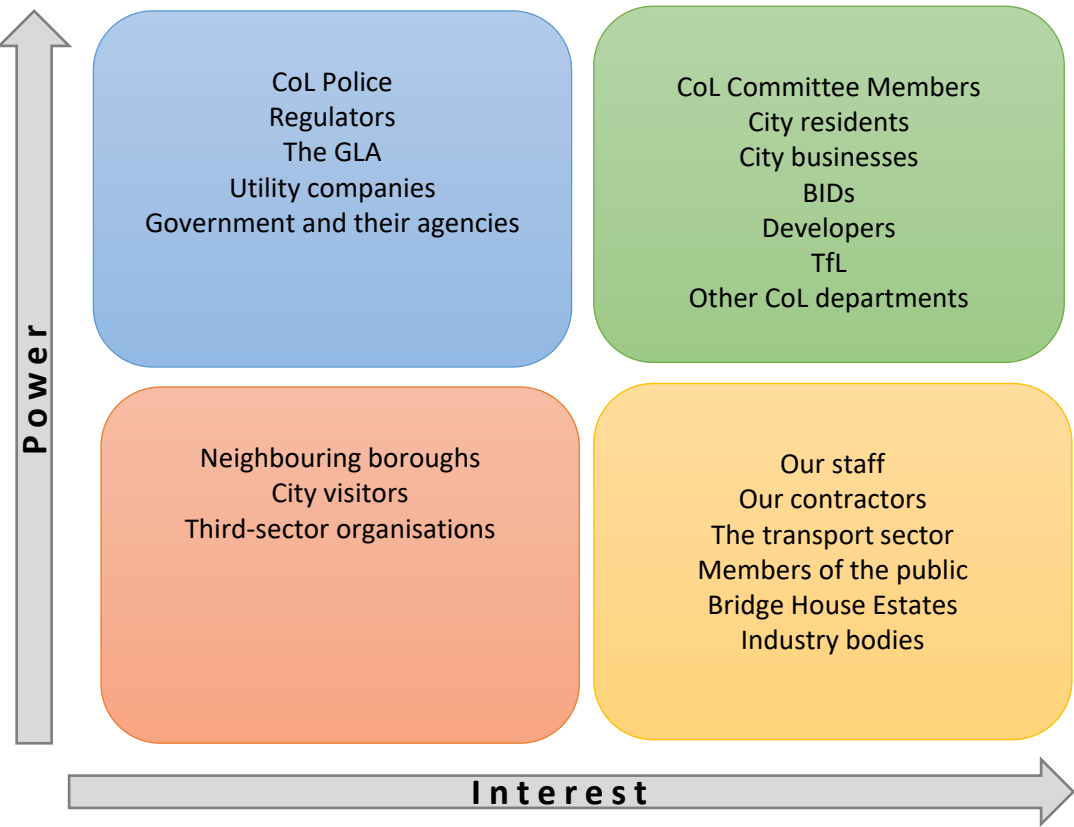 CoL Police
Regulators
The GLA
Utility companies
Government and their agencies
CoL Committee Members
City residents
City businesses
BIDs
Developers
TfL
Other CoL departments
Power
Neighbouring boroughs
City visitors
Third-sector organisations
Our staff
Our contractors
The transport sector
Members of the public
Bridge House Estates
Industry bodies
Interest